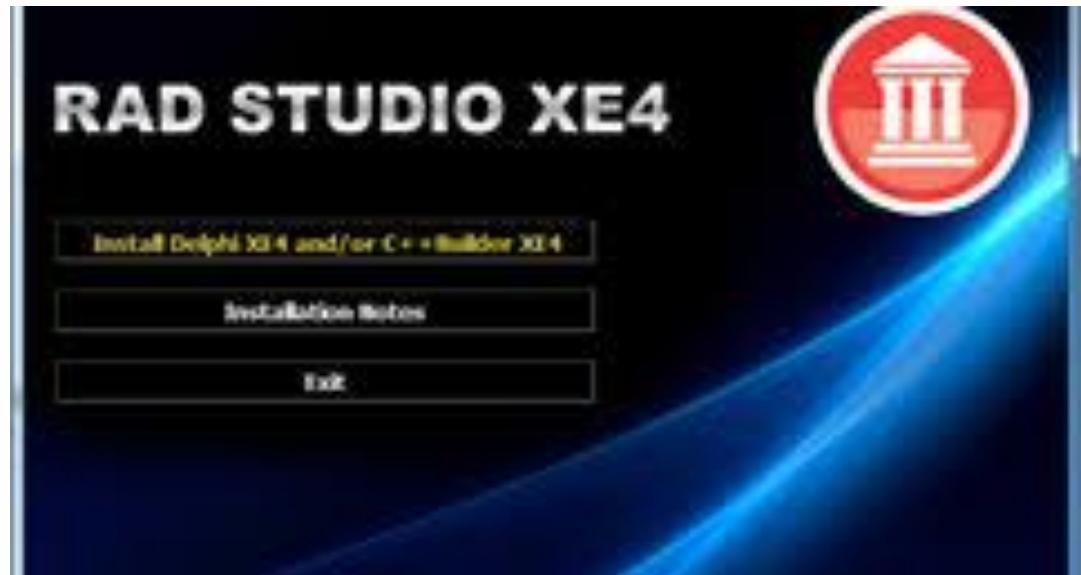 RAD STUDIO XE4
Install Delphi XE4 and/or C++Builder XE4
Installation Notes
Exit